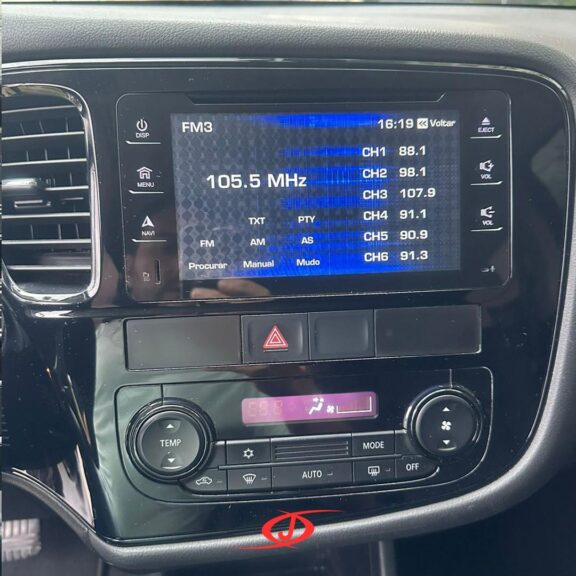 DISP
MENU
NAVI
FM3 16:19 Voltar
105.5 MHz
CH1 88.1
CH2 98.1
CH3 107.9
CH4 91.1
CH5 90.9
CH6 91.3
TXT PTY
FM AM AS
Procurar Manual Mudo
EJECT
VOL
VOL
TEMP
MODE
AUTO
OFF